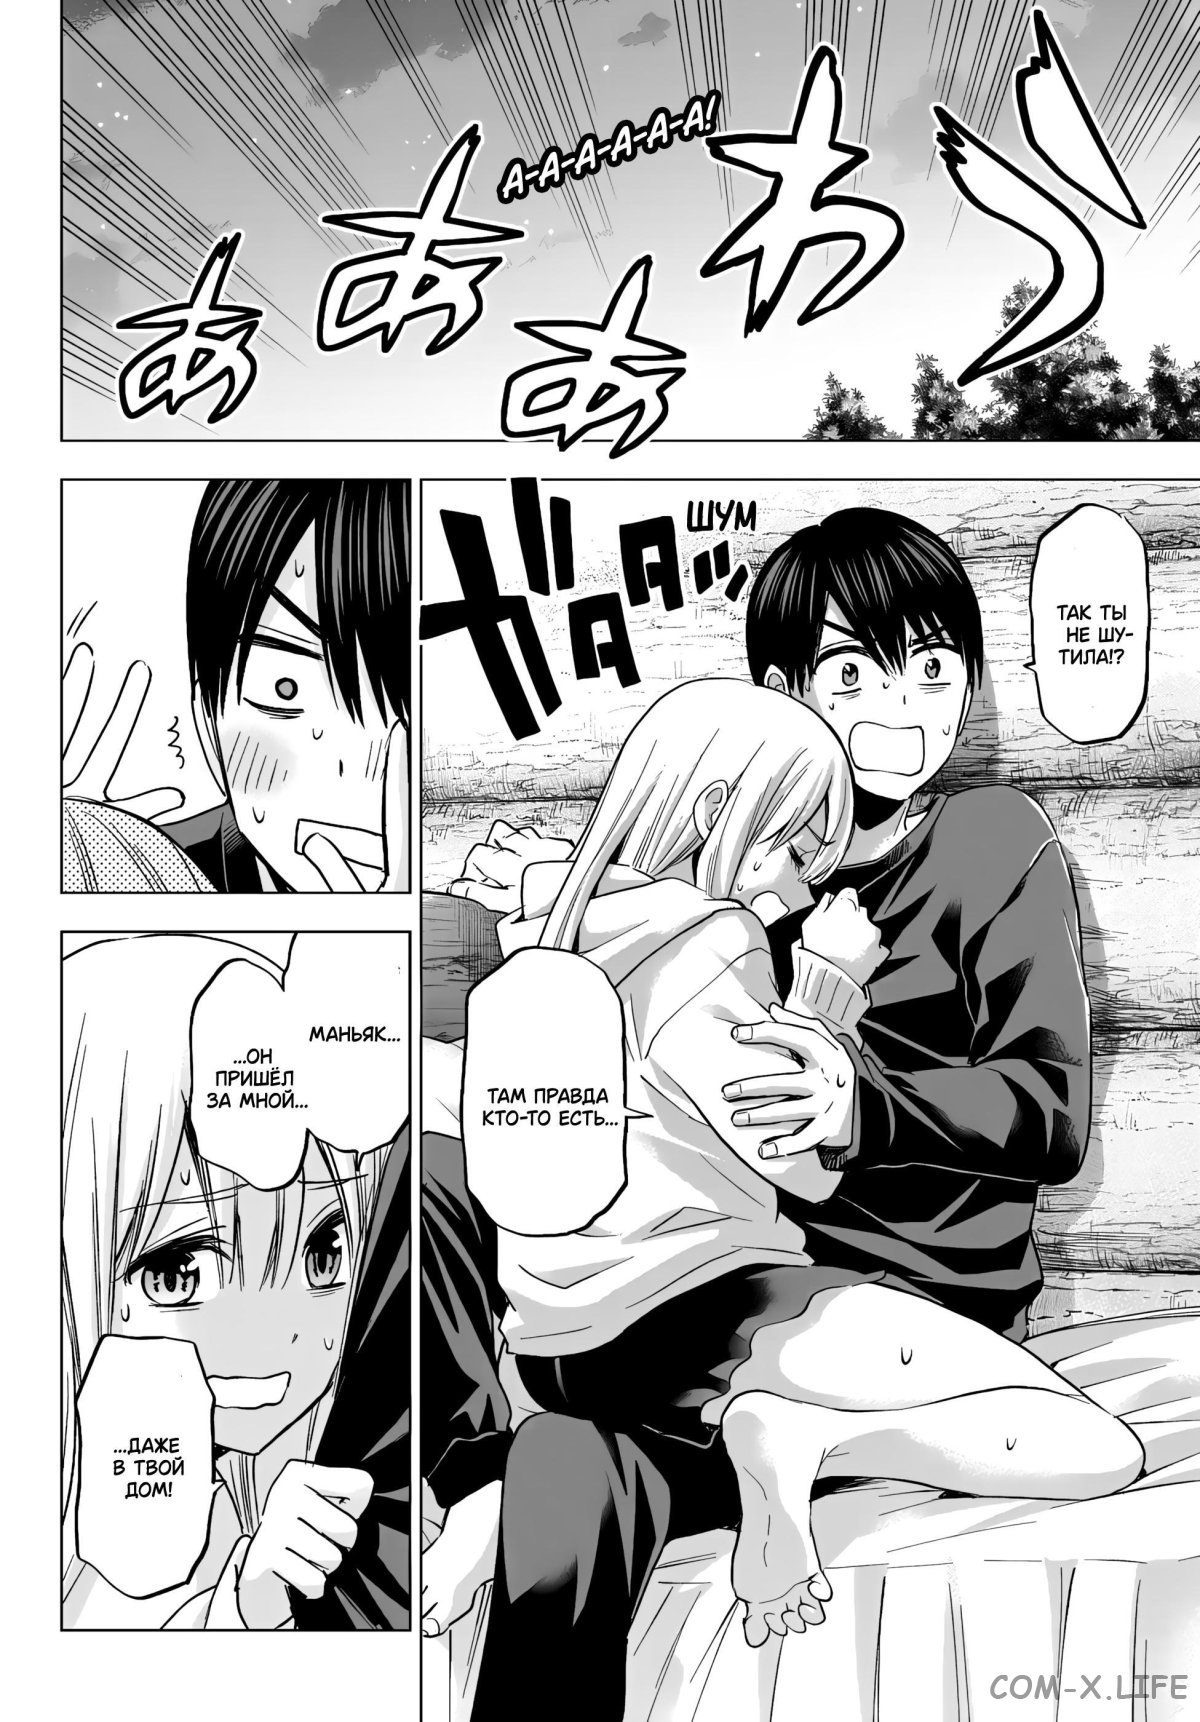 А-А-А-А-А-А!
うわあああ
ШУМ
ガタタッ
ТАК ТЫ
НЕ ШУ-
ТИЛА!?
ТАМ ПРАВДА
КТО-ТО ЕСТЬ...
МАНЬЯК...
...ОН
ПРИШЁЛ
ЗА МНОЙ...
...ДАЖЕ
В ТВОЙ
ДОМ!
COM-X.LIFE